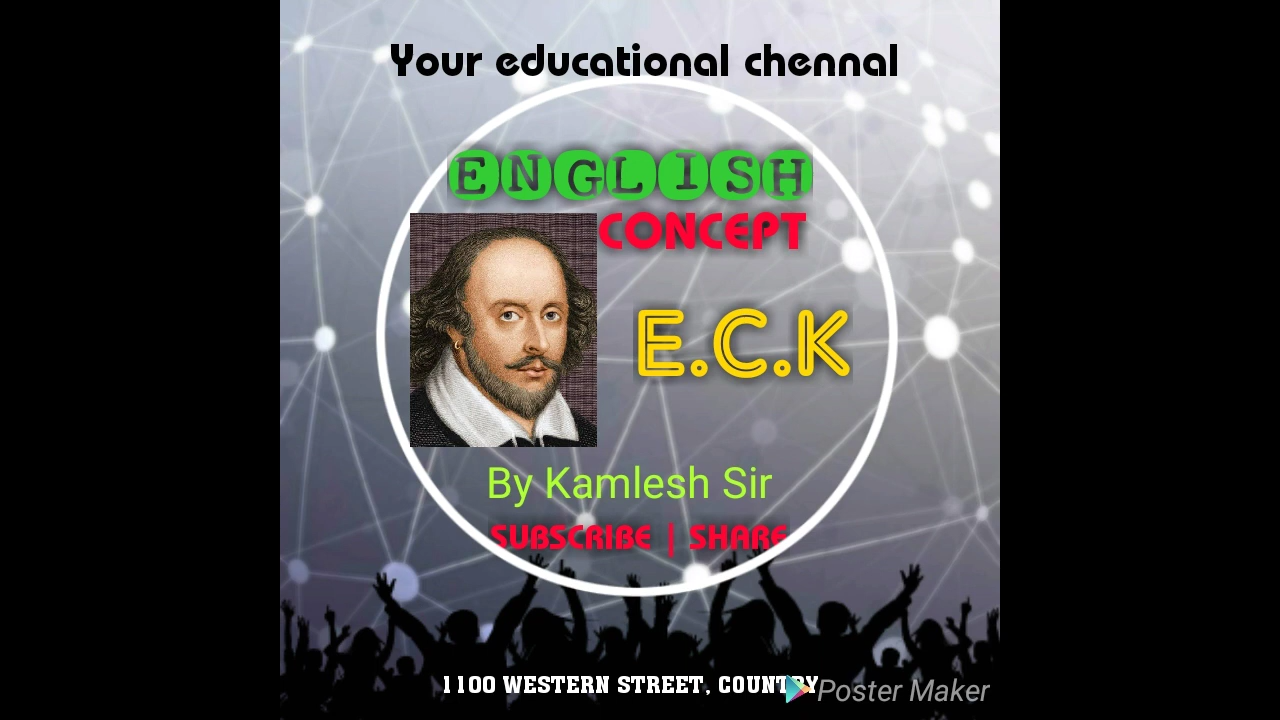 Your educational chennal
ENGLISH
CONCEPT
E.C.K
By Kamlesh Sir
SUBSCRIBE | SHARE
1100 WESTERN STREET, COUNTRY
Poster Maker